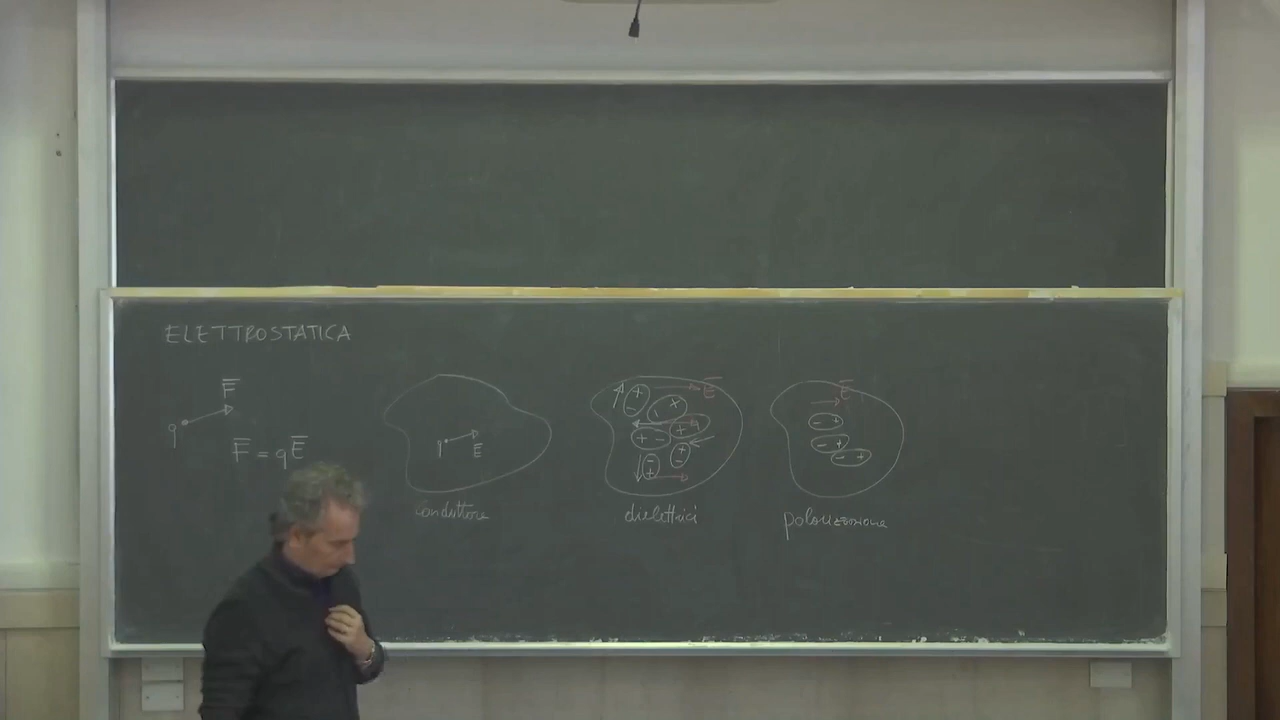 ELETTROSTATICA
F̅
q
F̅ = qE̅
q
E̅
conduttore
E̅
+
-
+
+
+ -
+
-
-
+
dielettrici
E̅
- +
- +
- +
polarizzazione